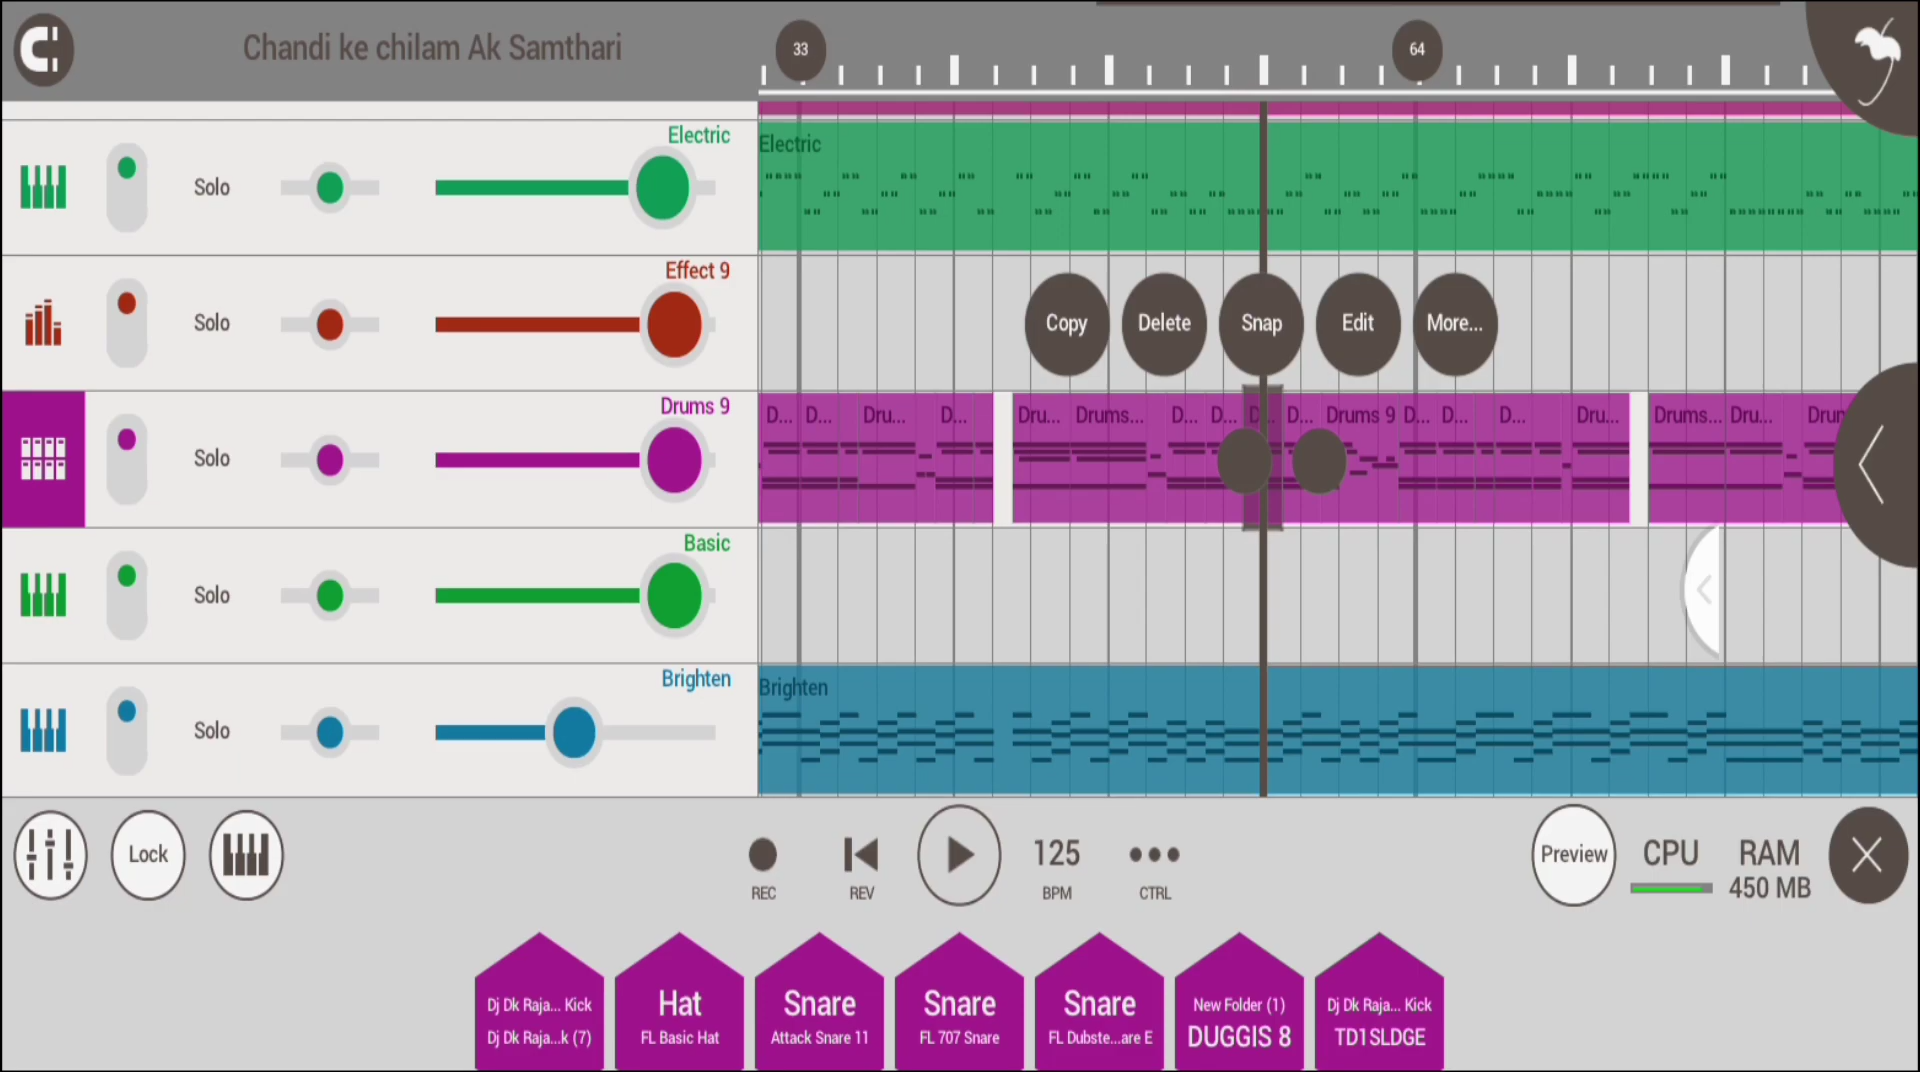 Chandi ke chilam Ak Samthari
33
64
Electric
Solo
Electric
Effect 9
Solo
Copy
Delete
Snap
Edit
More...
Drums 9
Solo
D...
D...
Dru...
D...
Dru...
Drums...
D...
D...
D...
D...
Drums 9
D...
D...
D...
Dru...
Drums...
Dru...
Drum
Basic
Solo
Brighten
Solo
Brighten
Lock
REC
REV
125
BPM
CTRL
Preview
CPU
RAM
450 MB
Dj Dk Raja... Kick
Dj Dk Raja...k (7)
Hat
FL Basic Hat
Snare
Attack Snare 11
Snare
FL 707 Snare
Snare
FL Dubste...are E
New Folder (1)
DUGGIS 8
Dj Dk Raja... Kick
TD1SLDGE